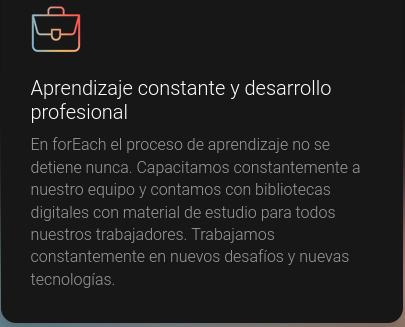 Aprendizaje constante y desarrollo
profesional
En forEach el proceso de aprendizaje no se
detiene nunca. Capacitamos constantemente a
nuestro equipo y contamos con bibliotecas
digitales con material de estudio para todos
nuestros trabajadores. Trabajamos
constantemente en nuevos desafíos y nuevas
tecnologías.